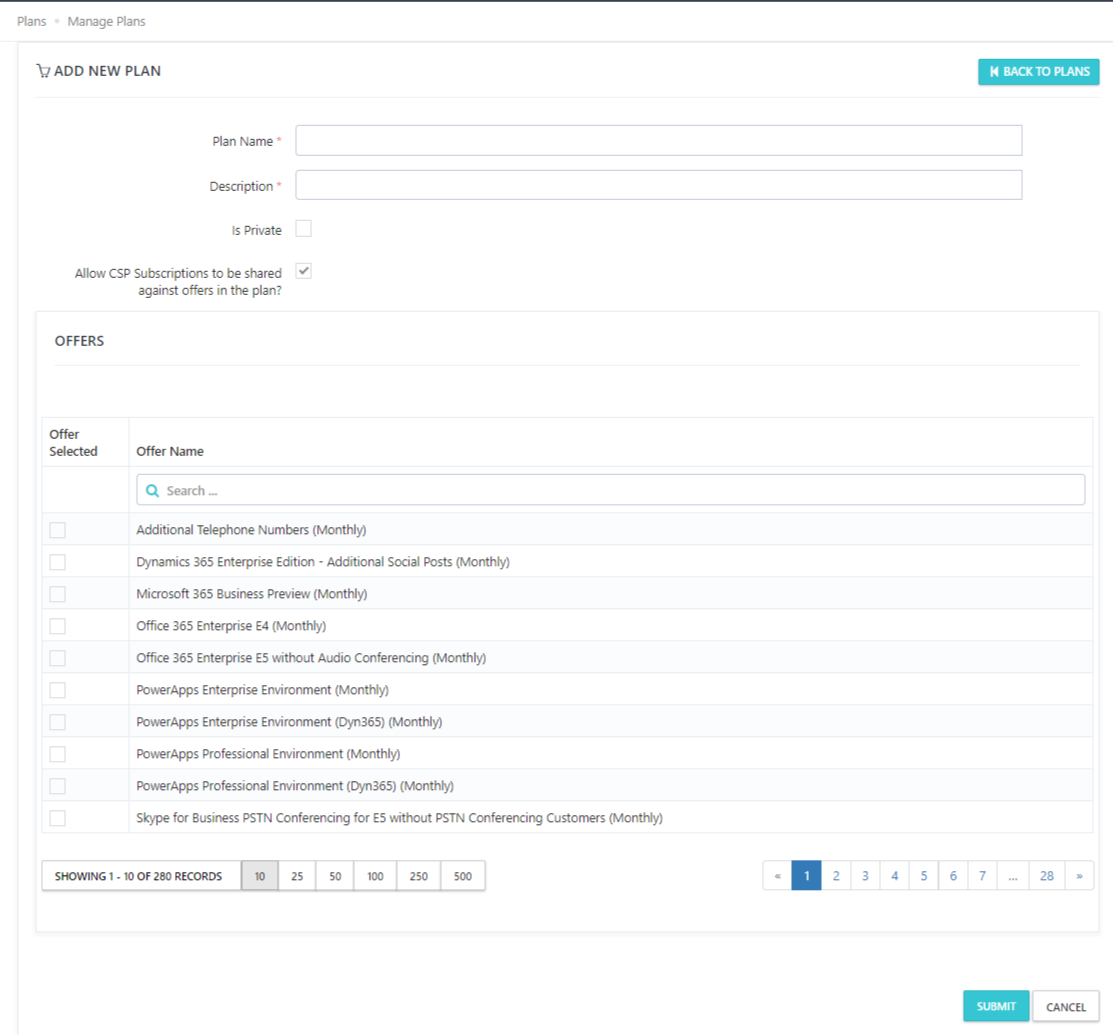 Plans • Manage Plans
ADD NEW PLAN
BACK TO PLANS
Plan Name *
Description *
Is Private
Allow CSP Subscriptions to be shared
against offers in the plan?
OFFERS
Offer
Selected
Offer Name
Search ...
Additional Telephone Numbers (Monthly)
Dynamics 365 Enterprise Edition - Additional Social Posts (Monthly)
Microsoft 365 Business Preview (Monthly)
Office 365 Enterprise E4 (Monthly)
Office 365 Enterprise E5 without Audio Conferencing (Monthly)
PowerApps Enterprise Environment (Monthly)
PowerApps Enterprise Environment (Dyn365) (Monthly)
PowerApps Professional Environment (Monthly)
PowerApps Professional Environment (Dyn365) (Monthly)
Skype for Business PSTN Conferencing for E5 without PSTN Conferencing Customers (Monthly)
SHOWING 1 - 10 OF 280 RECORDS 10 25 50 100 250 500
« 1 2 3 4 5 6 7 ... 28 »
SUBMIT CANCEL